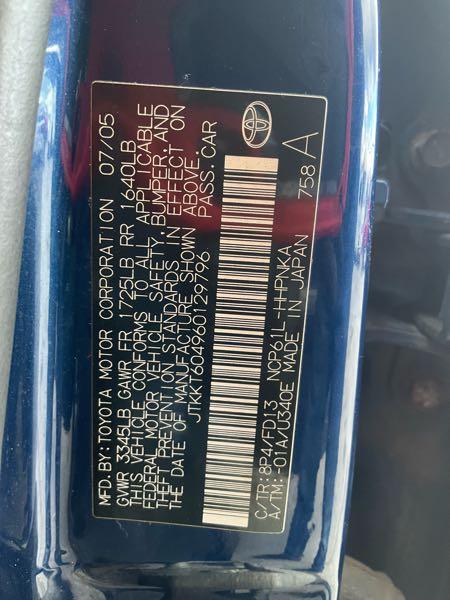 MFD. BY: TOYOTA MOTOR CORPORATION 07/05
GVWR 3345LB GAWR FR 1725LB RR 1640LB
THIS VEHICLE CONFORMS TO ALL APPLICABLE
FEDERAL MOTOR VEHICLE SAFETY, BUMPER, AND
THEFT PREVENTION STANDARDS IN EFFECT ON
THE DATE OF MANUFACTURE SHOWN ABOVE.
JTKKT604960129796 PASS. CAR
C/TR: 8P4/FD13 NCP61L-HHPNKA
A/TM: -01A/U340E MADE IN JAPAN 758 A